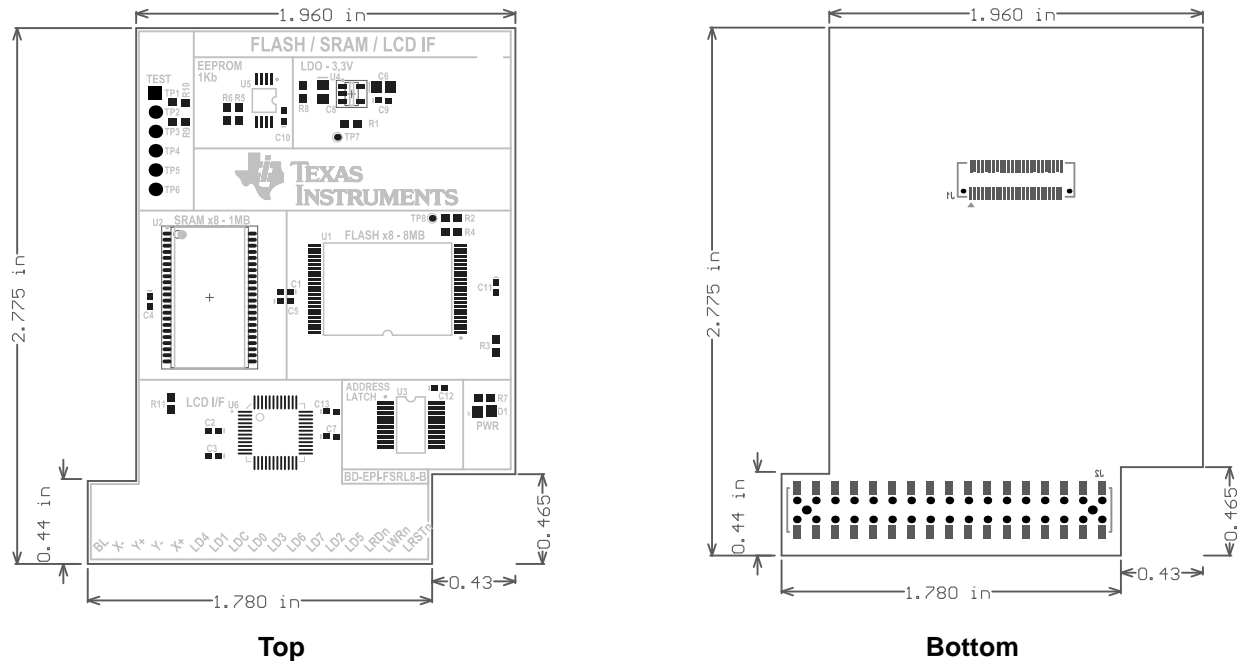 1.960 in
FLASH / SRAM / LCD IF
EEPROM
1Kb
U5
LDO - 3.3V
U4
C6
TEST
TP1
R10
TP2
TP3
R9
TP4
TP5
TP6
R6 R5
C10
R8
C8
C9
R1
TP7
TEXAS
INSTRUMENTS
U2
SRAM x8 - 1MB
TP8
R2
R4
U1
FLASH x8 - 8MB
C4
C1
C5
C11
R3
2.775 in
R11
LCD I/F
U6
C13
C2
C3
C7
ADDRESS
LATCH
U3
C12
R7
D1
PWR
BD-EPI-FSRL8-B
0.44 in
0.465
BL
X-
Y+
Y-
X+
LD4
LD1
LDC
LD0
LD3
LD6
LD7
LD2
LD5
LRDn
LWRn
LRSTn
0.43
1.780 in
Top
1.960 in
2.775 in
J1
J2
0.44 in
0.465
0.43
1.780 in
Bottom